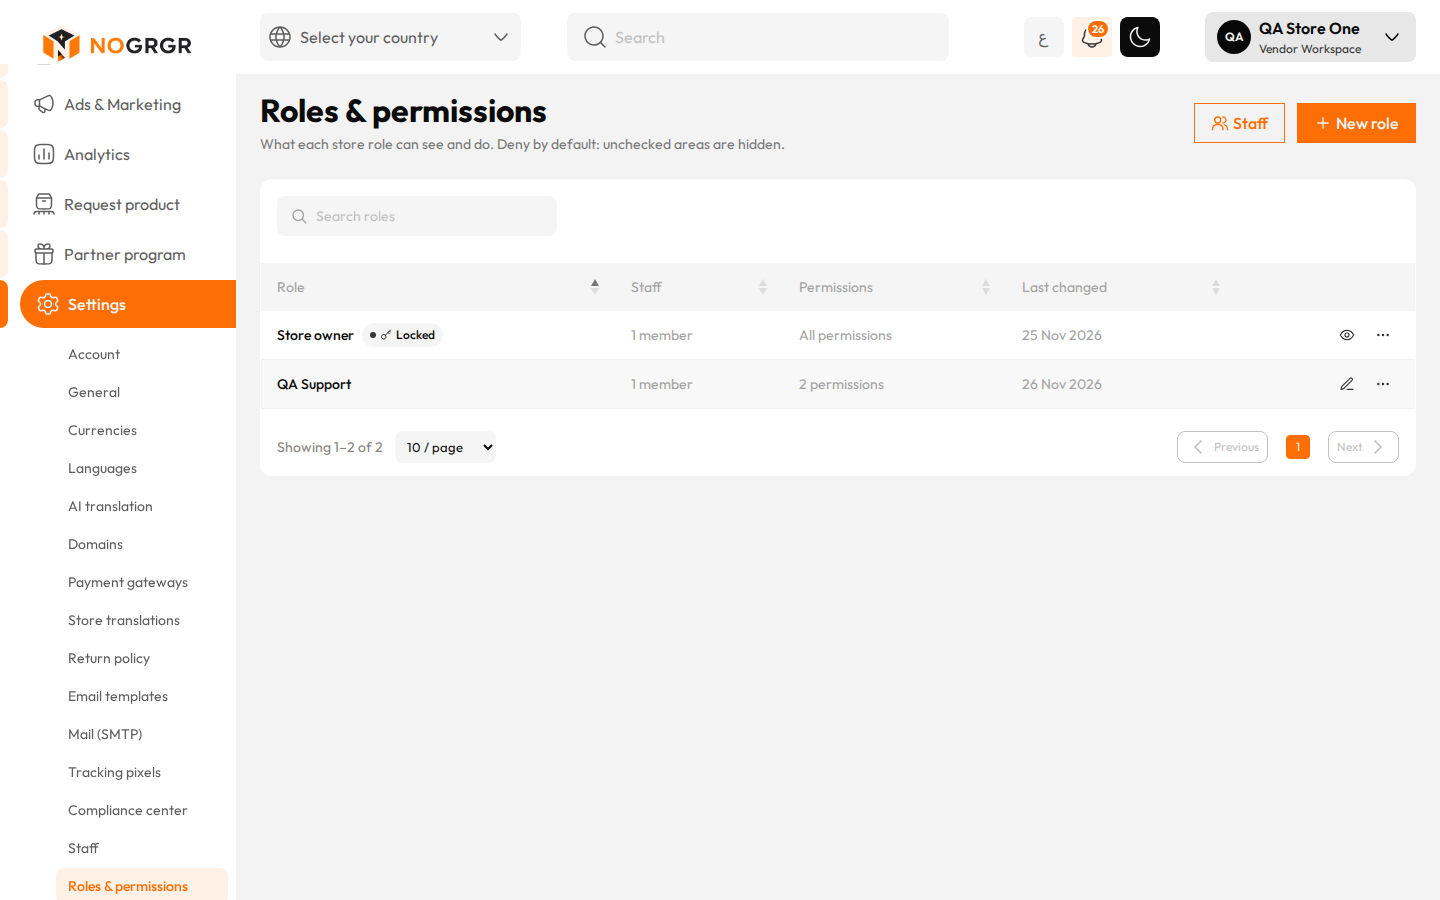 NOGRGR
Select your country
Search
ع
26
QA
QA Store One
Vendor Workspace
Ads & Marketing
Analytics
Request product
Partner program
Settings
Account
General
Currencies
Languages
AI translation
Domains
Payment gateways
Store translations
Return policy
Email templates
Mail (SMTP)
Tracking pixels
Compliance center
Staff
Roles & permissions
Roles & permissions
What each store role can see and do. Deny by default: unchecked areas are hidden.
Staff
New role
Search roles
Role Staff Permissions Last changed
Store owner Locked 1 member All permissions 25 Nov 2026
QA Support 1 member 2 permissions 26 Nov 2026
Showing 1–2 of 2 10 / page Previous 1 Next